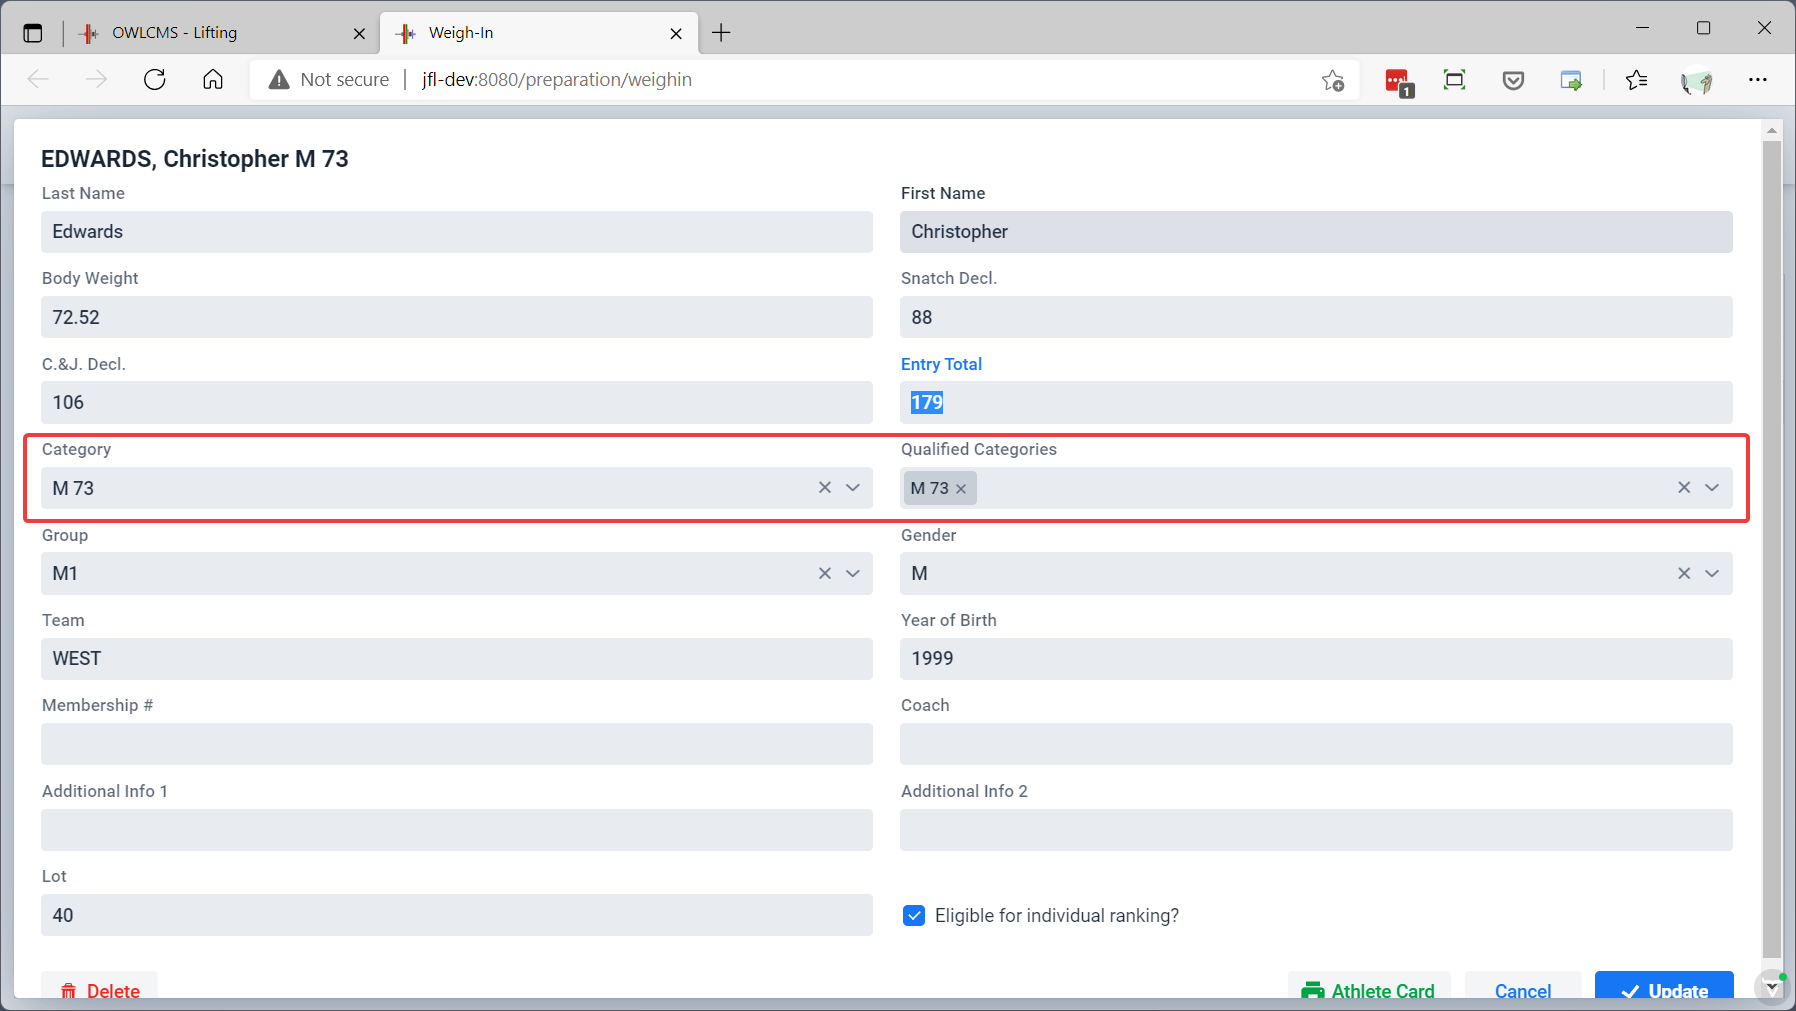 OWLCMS - Lifting
Weigh-In
Not secure
jfl-dev:8080/preparation/weighin
1
EDWARDS, Christopher M 73
Last Name
First Name
Edwards
Christopher
Body Weight
Snatch Decl.
72.52
88
C.&J. Decl.
Entry Total
106
179
Category
Qualified Categories
M 73
M 73
Group
Gender
M1
M
Team
Year of Birth
WEST
1999
Membership #
Coach
Additional Info 1
Additional Info 2
Lot
40
Eligible for individual ranking?
Delete
Athlete Card
Cancel
Update